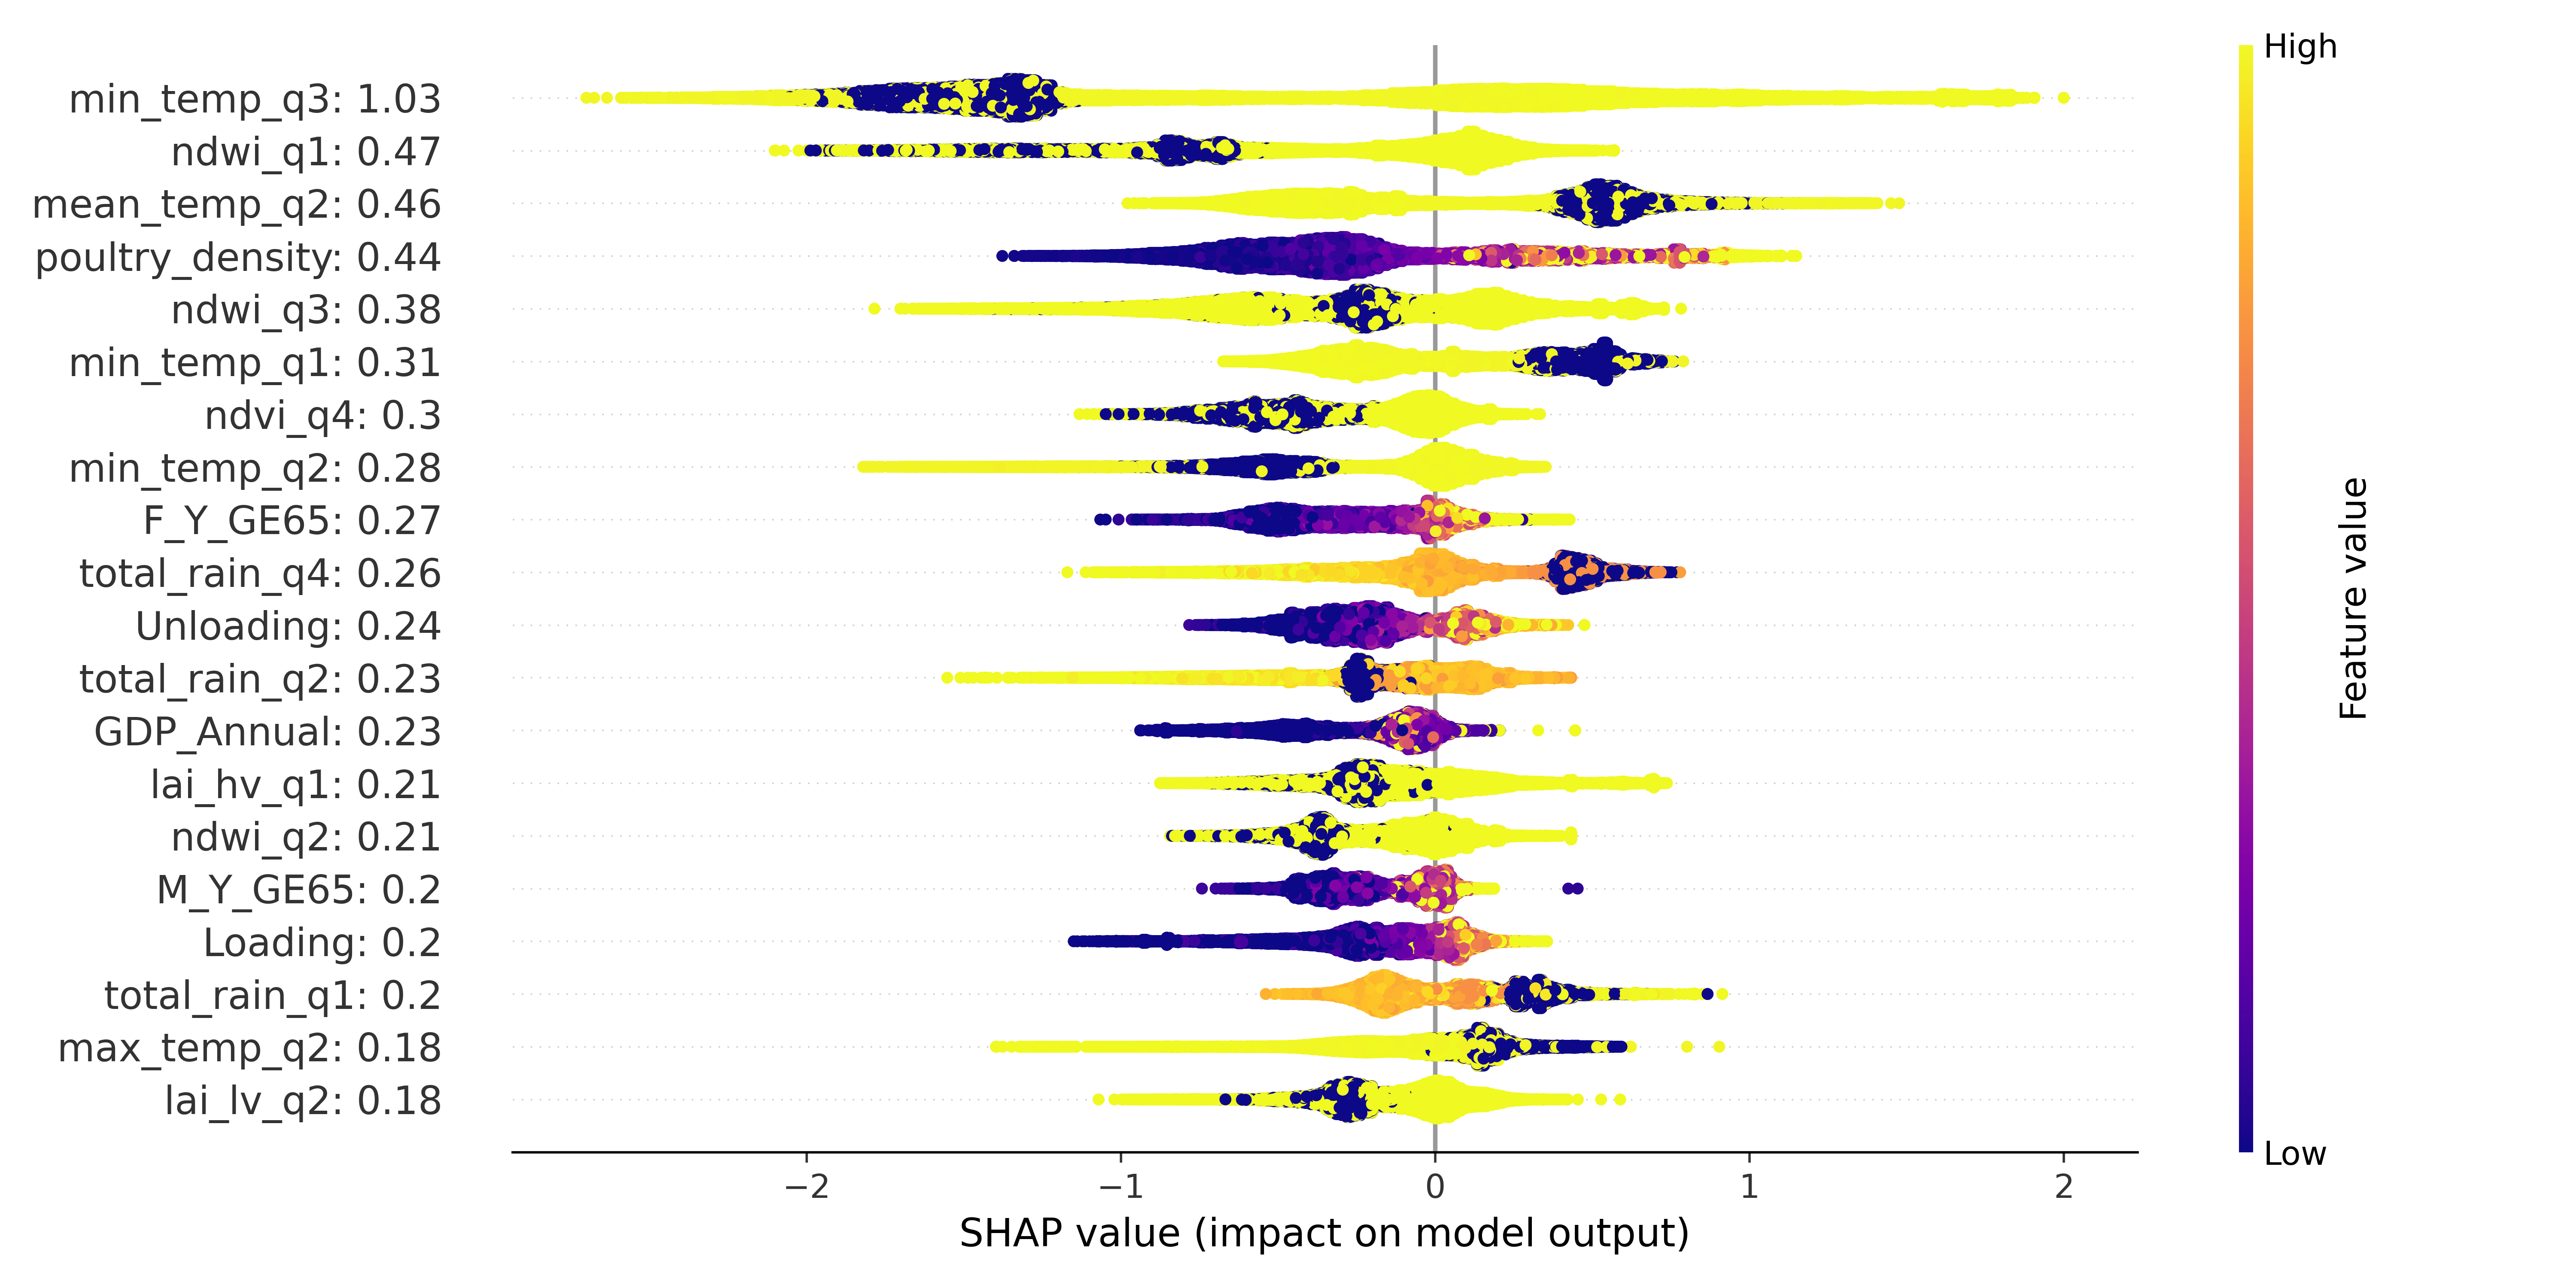 High
min_temp_q3: 1.03
ndwi_q1: 0.47
mean_temp_q2: 0.46
poultry_density: 0.44
ndwi_q3: 0.38
min_temp_q1: 0.31
ndvi_q4: 0.3
min_temp_q2: 0.28
F_Y_GE65: 0.27
total_rain_q4: 0.26
Unloading: 0.24
total_rain_q2: 0.23
GDP_Annual: 0.23
lai_hv_q1: 0.21
ndwi_q2: 0.21
M_Y_GE65: 0.2
Loading: 0.2
total_rain_q1: 0.2
max_temp_q2: 0.18
lai_lv_q2: 0.18
Feature value
Low
−2 −1 0 1 2
SHAP value (impact on model output)